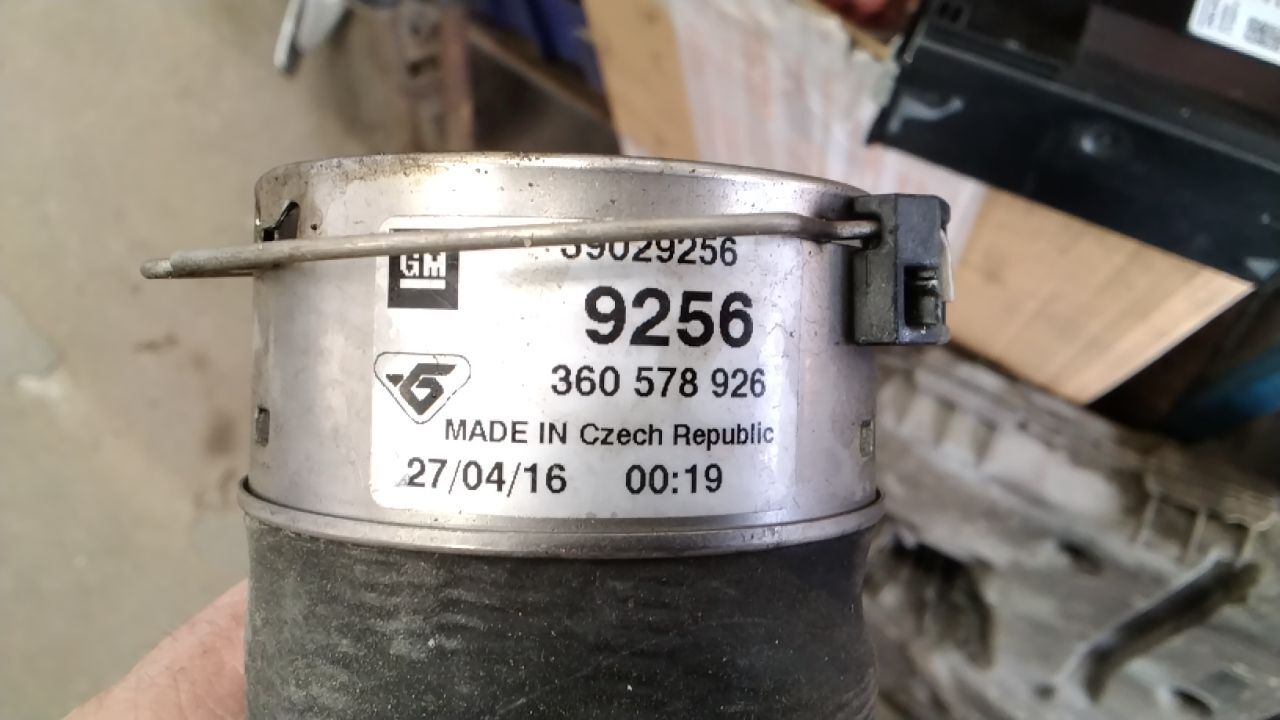 GM
39029256
9256
360 578 926
MADE IN Czech Republic
27/04/16 00:19